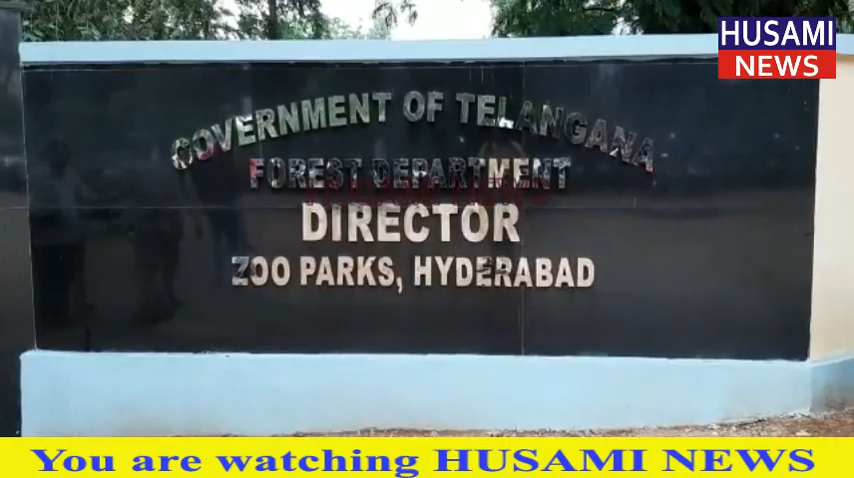 HUSAMI
NEWS
GOVERNMENT OF TELANGANA
FOREST DEPARTMENT
DIRECTOR
ZOO PARKS, HYDERABAD
You are watching HUSAMI NEWS